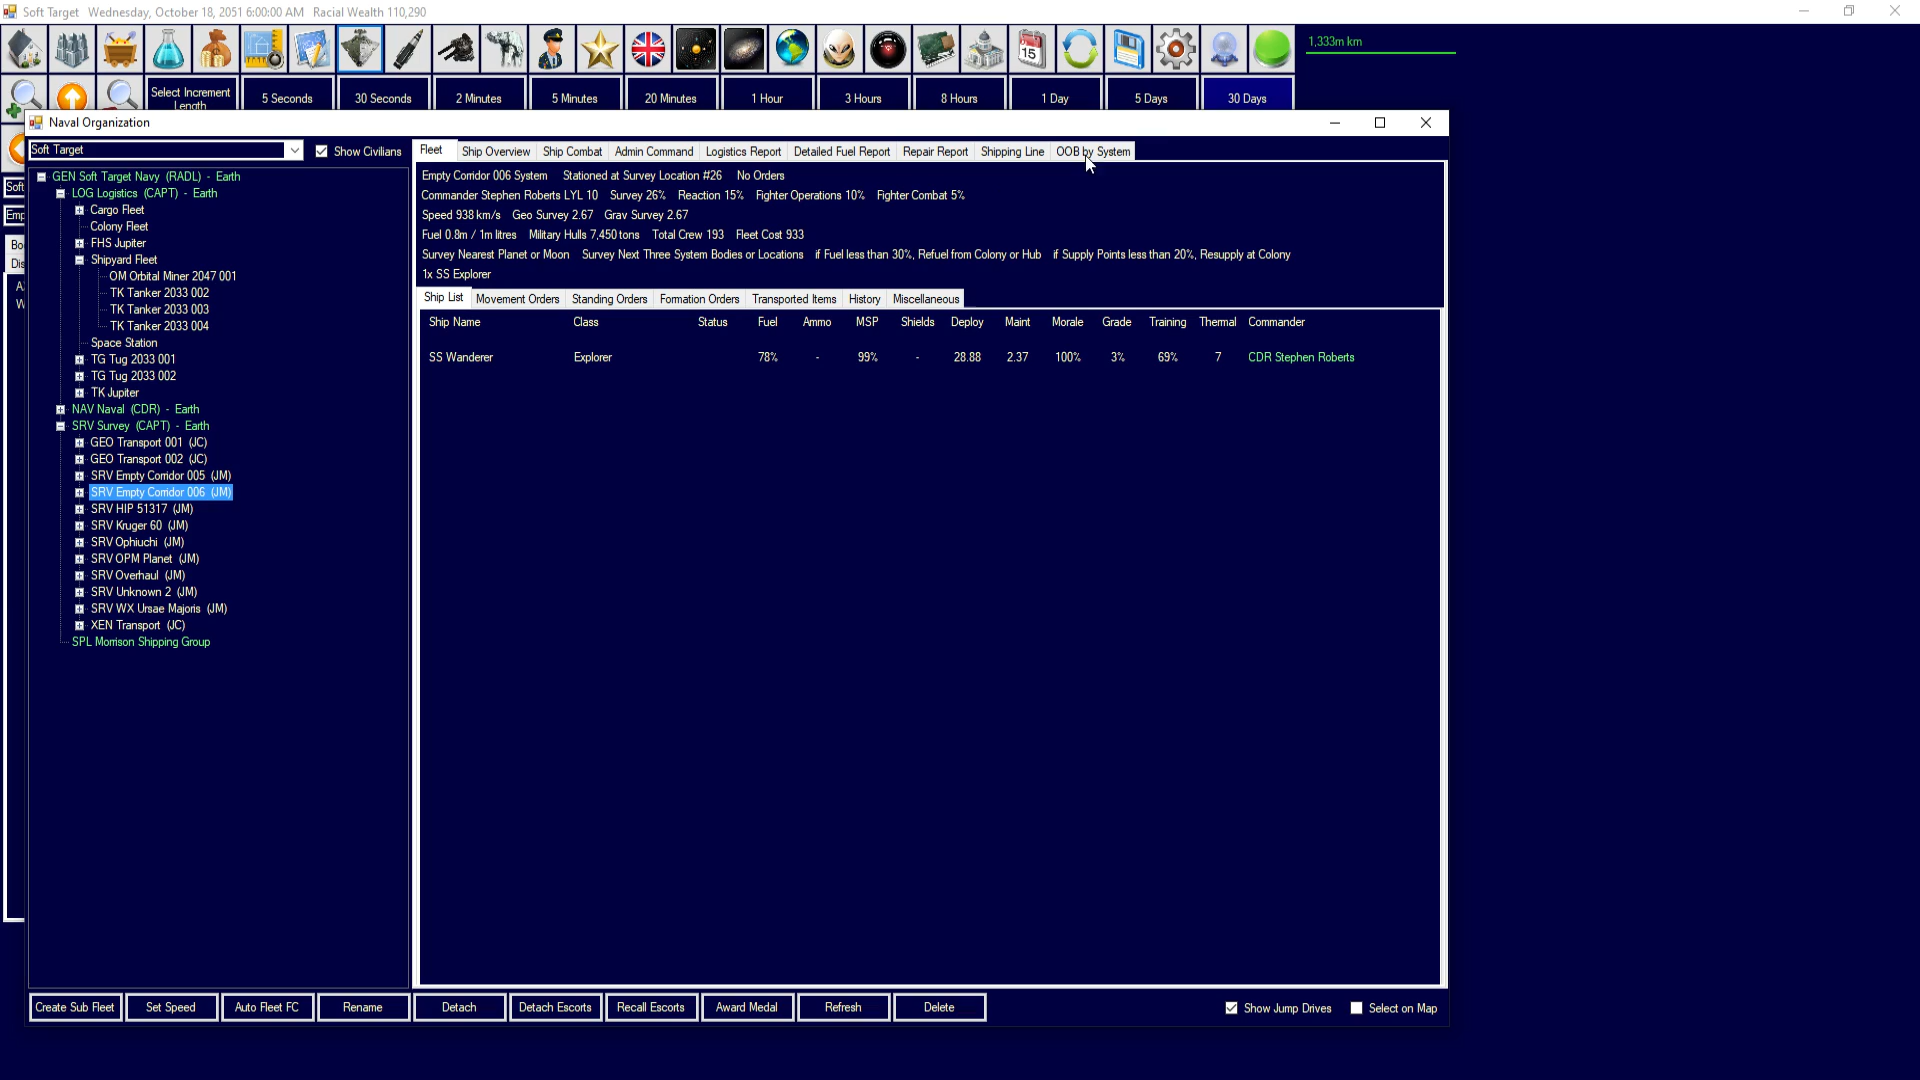 Soft Target   Wednesday, October 18, 2051 6:00:00 AM   Racial Wealth 110,290
1,333m km
Select Increment Length
5 Seconds
30 Seconds
2 Minutes
5 Minutes
20 Minutes
1 Hour
3 Hours
8 Hours
1 Day
5 Days
30 Days
Naval Organization
Soft Target
Show Civilians
GEN Soft Target Navy (RADL) - Earth
LOG Logistics (CAPT) - Earth
Cargo Fleet
Colony Fleet
FHS Jupiter
Shipyard Fleet
OM Orbital Miner 2047 001
TK Tanker 2033 002
TK Tanker 2033 003
TK Tanker 2033 004
Space Station
TG Tug 2033 001
TG Tug 2033 002
TK Jupiter
NAV Naval (CDR) - Earth
SRV Survey (CAPT) - Earth
GEO Transport 001 (JC)
GEO Transport 002 (JC)
SRV Empty Corridor 005 (JM)
SRV Empty Corridor 006 (JM)
SRV HIP 51317 (JM)
SRV Kruger 60 (JM)
SRV Ophiuchi (JM)
SRV OPM Planet (JM)
SRV Overhaul (JM)
SRV Unknown 2 (JM)
SRV WX Ursae Majoris (JM)
XEN Transport (JC)
SPL Morrison Shipping Group
Fleet   Ship Overview   Ship Combat   Admin Command   Logistics Report   Detailed Fuel Report   Repair Report   Shipping Line   OOB by System
Empty Corridor 006 System   Stationed at Survey Location #26   No Orders
Commander Stephen Roberts LYL 10   Survey 26%   Reaction 15%   Fighter Operations 10%   Fighter Combat 5%
Speed 938 km/s   Geo Survey 2.67   Grav Survey 2.67
Fuel 0.8m / 1m litres   Military Hulls 7,450 tons   Total Crew 193   Fleet Cost 933
Survey Nearest Planet or Moon   Survey Next Three System Bodies or Locations   if Fuel less than 30%, Refuel from Colony or Hub   if Supply Points less than 20%, Resupply at Colony
1x SS Explorer
Ship List   Movement Orders   Standing Orders   Formation Orders   Transported Items   History   Miscellaneous
Ship Name   Class   Status   Fuel   Ammo   MSP   Shields   Deploy   Maint   Morale   Grade   Training   Thermal   Commander
SS Wanderer   Explorer   78%   -   99%   -   28.88   2.37   100%   3%   69%   7   CDR Stephen Roberts
Create Sub Fleet   Set Speed   Auto Fleet FC   Rename   Detach   Detach Escorts   Recall Escorts   Award Medal   Refresh   Delete   Show Jump Drives   Select on Map